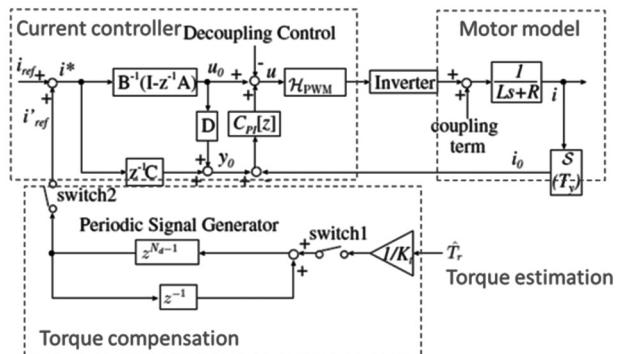 Current controller
Decoupling Control
Motor model
i_ref + i*
B⁻¹(I-z⁻¹A)
u₀ + - u
+
ℋ_PWM
Inverter
+ +
1
Ls+R
i
i'_ref
+
D
C_PI[z]
coupling
term
z⁻¹C
+ + y₀ + -
i₀
S
(T_y)
switch2
Periodic Signal Generator
switch1
z^{N_d-1}
+
+
1/K_t
T̂_r
z⁻¹
Torque estimation
Torque compensation